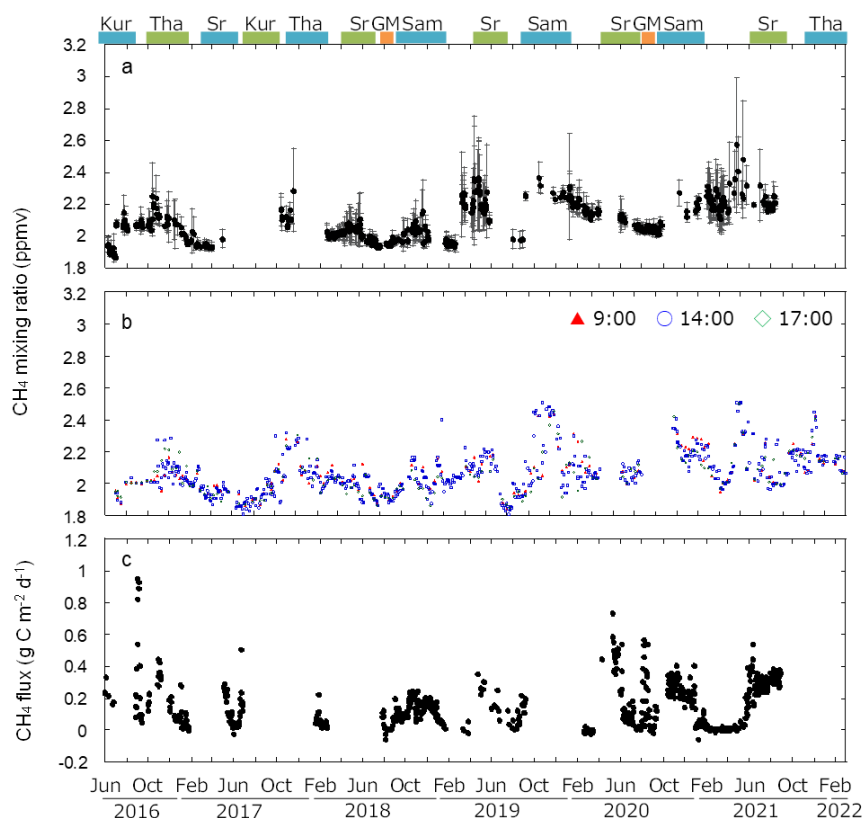 Kur Tha Sr Kur Tha Sr GM Sam Sr Sam Sr GM Sam Sr Tha
3.2
a
3
2.8
2.6
2.4
2.2
2
1.8
CH4 mixing ratio (ppmv)
3.2
b
▲ 9:00 ○ 14:00 ◇ 17:00
3
2.8
2.6
2.4
2.2
2
1.8
1.2
c
1
0.8
0.6
0.4
0.2
0
-0.2
CH4 flux (g C m-2 d-1)
Jun Oct Feb Jun Oct Feb Jun Oct Feb Jun Oct Feb Jun Oct Feb Jun Oct Feb
2016 2017 2018 2019 2020 2021 2022